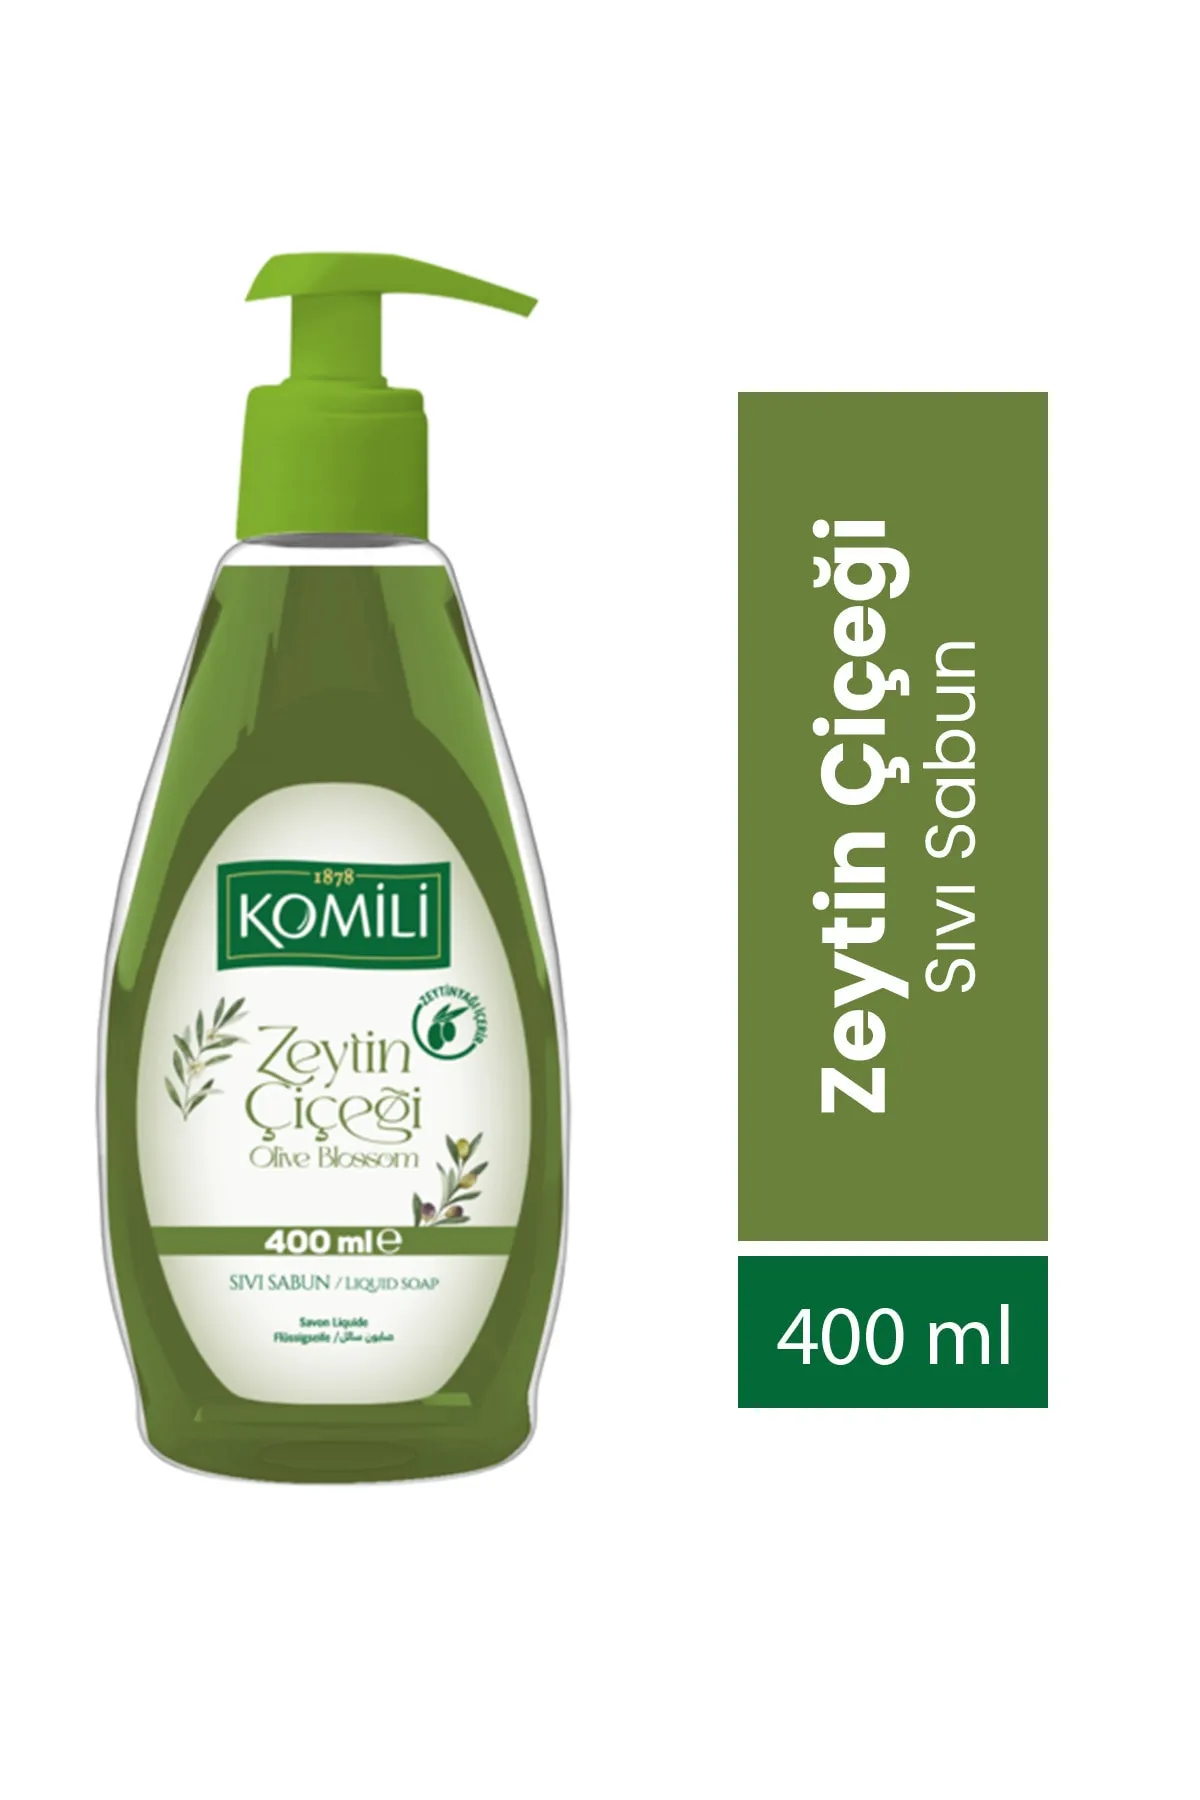 1878
KOMİLİ
ZEYTİNYAĞI İÇERİR
Zeytin
Çiçeği
Olive Blossom
400 ml e
SIVI SABUN / LIQUID SOAP
Savon Liquide
Flüssigseife / صابون سائل
Zeytin Çiçeği
Sıvı Sabun
400 ml